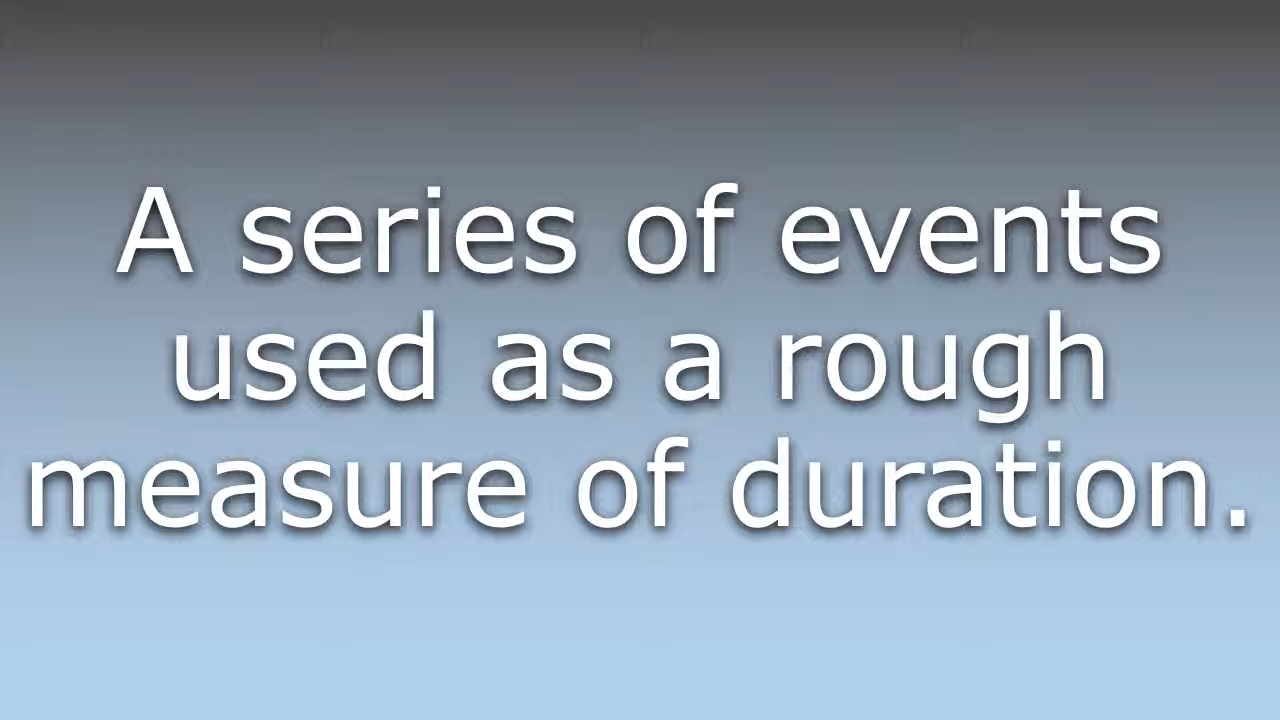 A series of events
used as a rough
measure of duration.